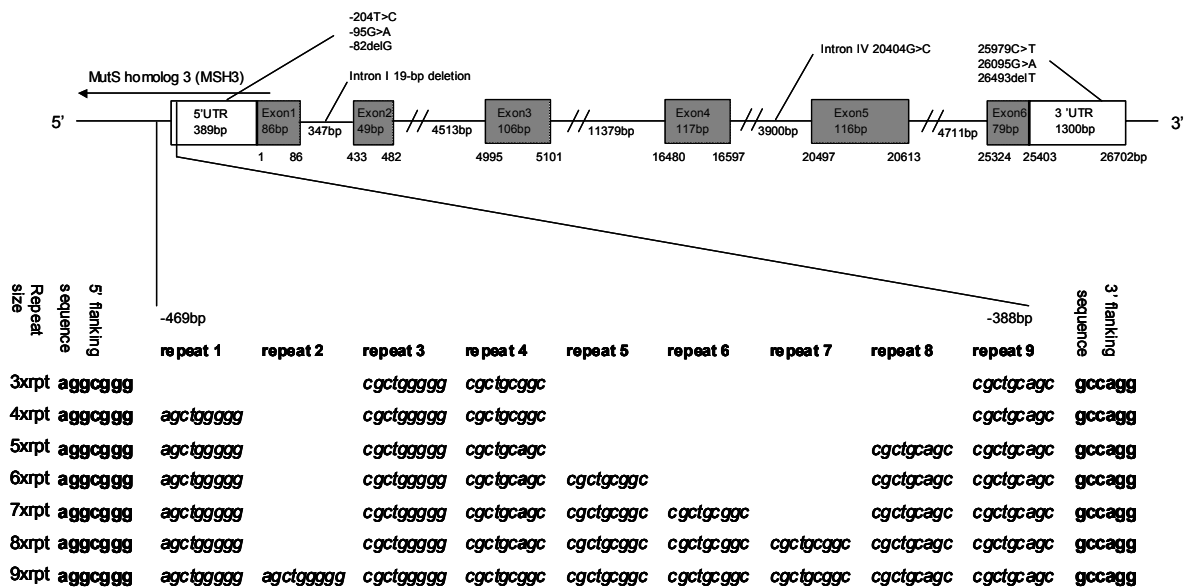 -204T>C
-95G>A
-82delG
MutS homolog 3 (MSH3)
Intron I 19-bp deletion
Intron IV 20404G>C
25979C>T
26095G>A
26493delT
5' 5'UTR Exon1 Exon2 Exon3 Exon4 Exon5 Exon6 3 'UTR 3'
389bp 86bp 347bp 49bp 4513bp 106bp 11379bp 117bp 3900bp 116bp 4711bp 79bp 1300bp
1 86 433 482 4995 5101 16480 16597 20497 20613 25324 25403 26702bp
Repeat size
5' flanking sequence
-469bp -388bp
3' flanking sequence
repeat 1 repeat 2 repeat 3 repeat 4 repeat 5 repeat 6 repeat 7 repeat 8 repeat 9
3xrpt aggcggg cgctggggg cgctgcggc cgctgcagc gccagg
4xrpt aggcggg agctggggg cgctggggg cgctgcggc cgctgcagc gccagg
5xrpt aggcggg agctggggg cgctggggg cgctgcagc cgctgcagc cgctgcagc gccagg
6xrpt aggcggg agctggggg cgctggggg cgctgcagc cgctgcggc cgctgcagc cgctgcagc gccagg
7xrpt aggcggg agctggggg cgctggggg cgctgcagc cgctgcggc cgctgcggc cgctgcagc cgctgcagc gccagg
8xrpt aggcggg agctggggg cgctggggg cgctgcagc cgctgcggc cgctgcggc cgctgcggc cgctgcagc cgctgcagc gccagg
9xrpt aggcggg agctggggg agctggggg cgctggggg cgctgcagc cgctgcggc cgctgcggc cgctgcggc cgctgcagc cgctgcagc gccagg